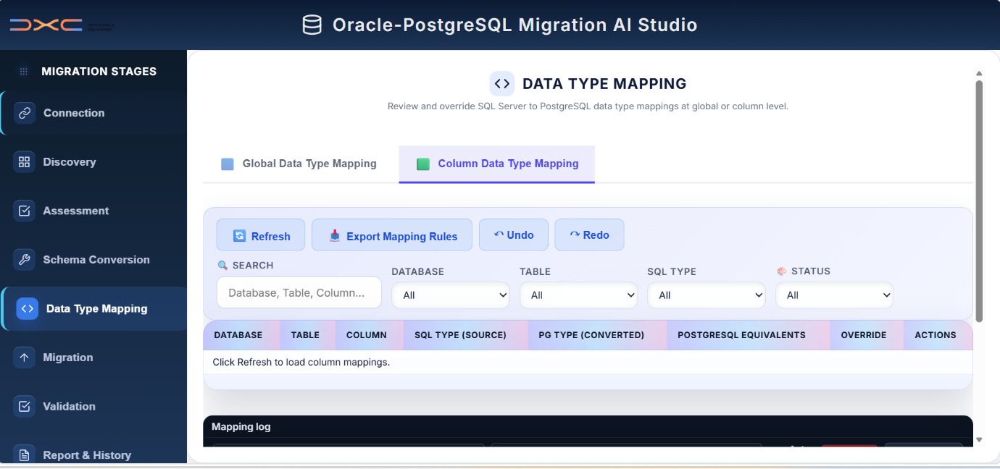 DXC
Oracle-PostgreSQL Migration AI Studio
MIGRATION STAGES
Connection
Discovery
Assessment
Schema Conversion
Data Type Mapping
Migration
Validation
Report & History
DATA TYPE MAPPING
Review and override SQL Server to PostgreSQL data type mappings at global or column level.
Global Data Type Mapping
Column Data Type Mapping
Refresh
Export Mapping Rules
Undo
Redo
SEARCH
DATABASE
TABLE
SQL TYPE
STATUS
Database, Table, Column...
All
All
All
All
DATABASE
TABLE
COLUMN
SQL TYPE (SOURCE)
PG TYPE (CONVERTED)
POSTGRESQL EQUIVALENTS
OVERRIDE
ACTIONS
Click Refresh to load column mappings.
Mapping log